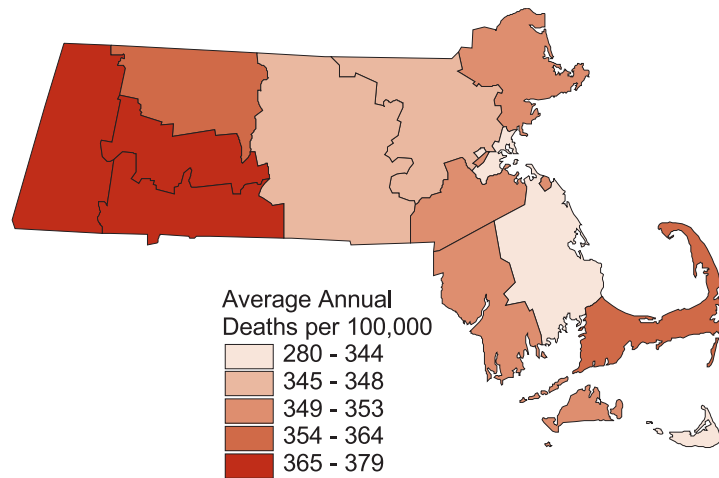 Average Annual
Deaths per 100,000
280 - 344
345 - 348
349 - 353
354 - 364
365 - 379